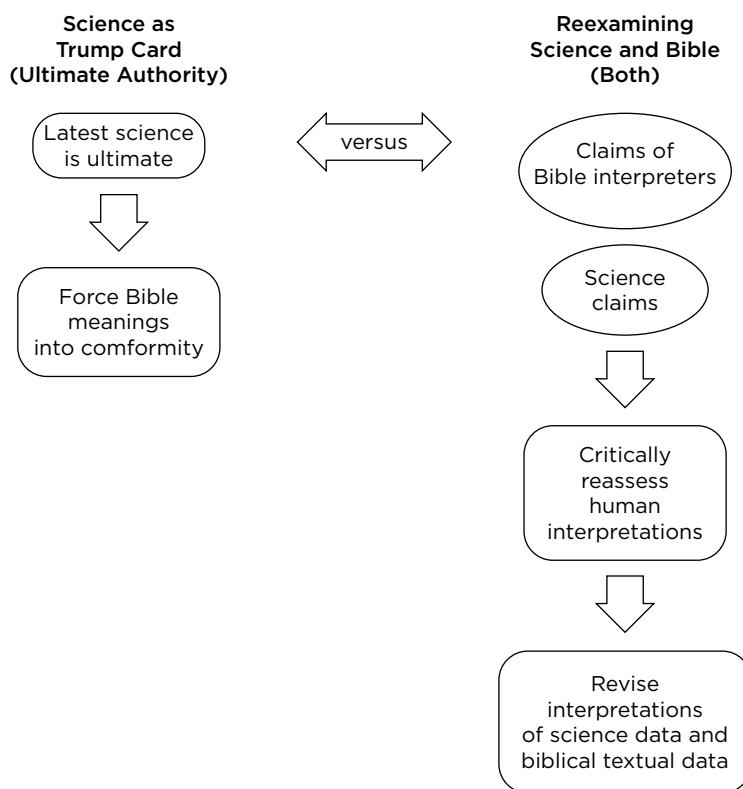 Science as
Trump Card
(Ultimate Authority)
Latest science
is ultimate
Force Bible
meanings
into comformity
versus
Reexamining
Science and Bible
(Both)
Claims of
Bible interpreters
Science
claims
Critically
reassess
human
interpretations
Revise
interpretations
of science data and
biblical textual data